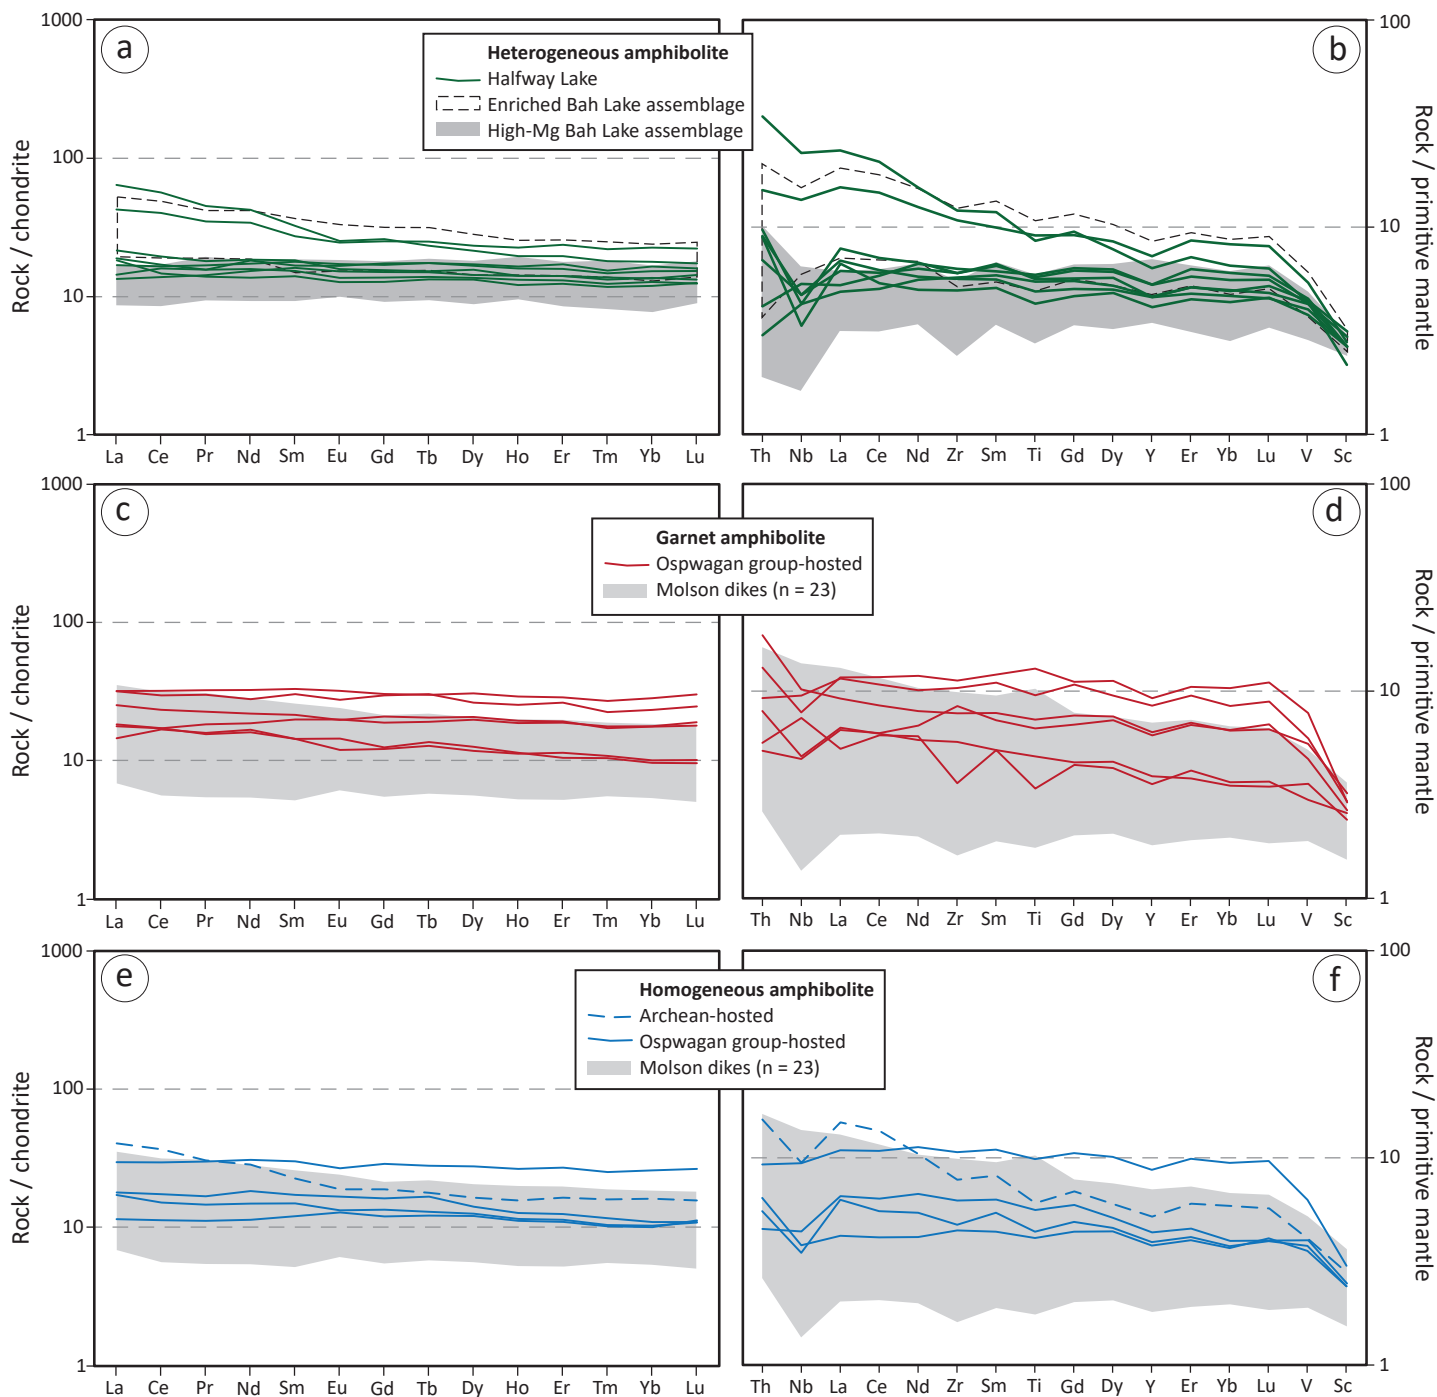 a
b
Heterogeneous amphibolite
Halfway Lake
Enriched Bah Lake assemblage
High-Mg Bah Lake assemblage
Rock / chondrite
1000
100
10
1
La Ce Pr Nd Sm Eu Gd Tb Dy Ho Er Tm Yb Lu
Rock / primitive mantle
100
10
1
Th Nb La Ce Nd Zr Sm Ti Gd Dy Y Er Yb Lu V Sc
c
d
Garnet amphibolite
Ospwagan group-hosted
Molson dikes (n = 23)
Rock / chondrite
1000
100
10
1
La Ce Pr Nd Sm Eu Gd Tb Dy Ho Er Tm Yb Lu
Rock / primitive mantle
100
10
1
Th Nb La Ce Nd Zr Sm Ti Gd Dy Y Er Yb Lu V Sc
e
f
Homogeneous amphibolite
Archean-hosted
Ospwagan group-hosted
Molson dikes (n = 23)
Rock / chondrite
1000
100
10
1
La Ce Pr Nd Sm Eu Gd Tb Dy Ho Er Tm Yb Lu
Rock / primitive mantle
100
10
1
Th Nb La Ce Nd Zr Sm Ti Gd Dy Y Er Yb Lu V Sc